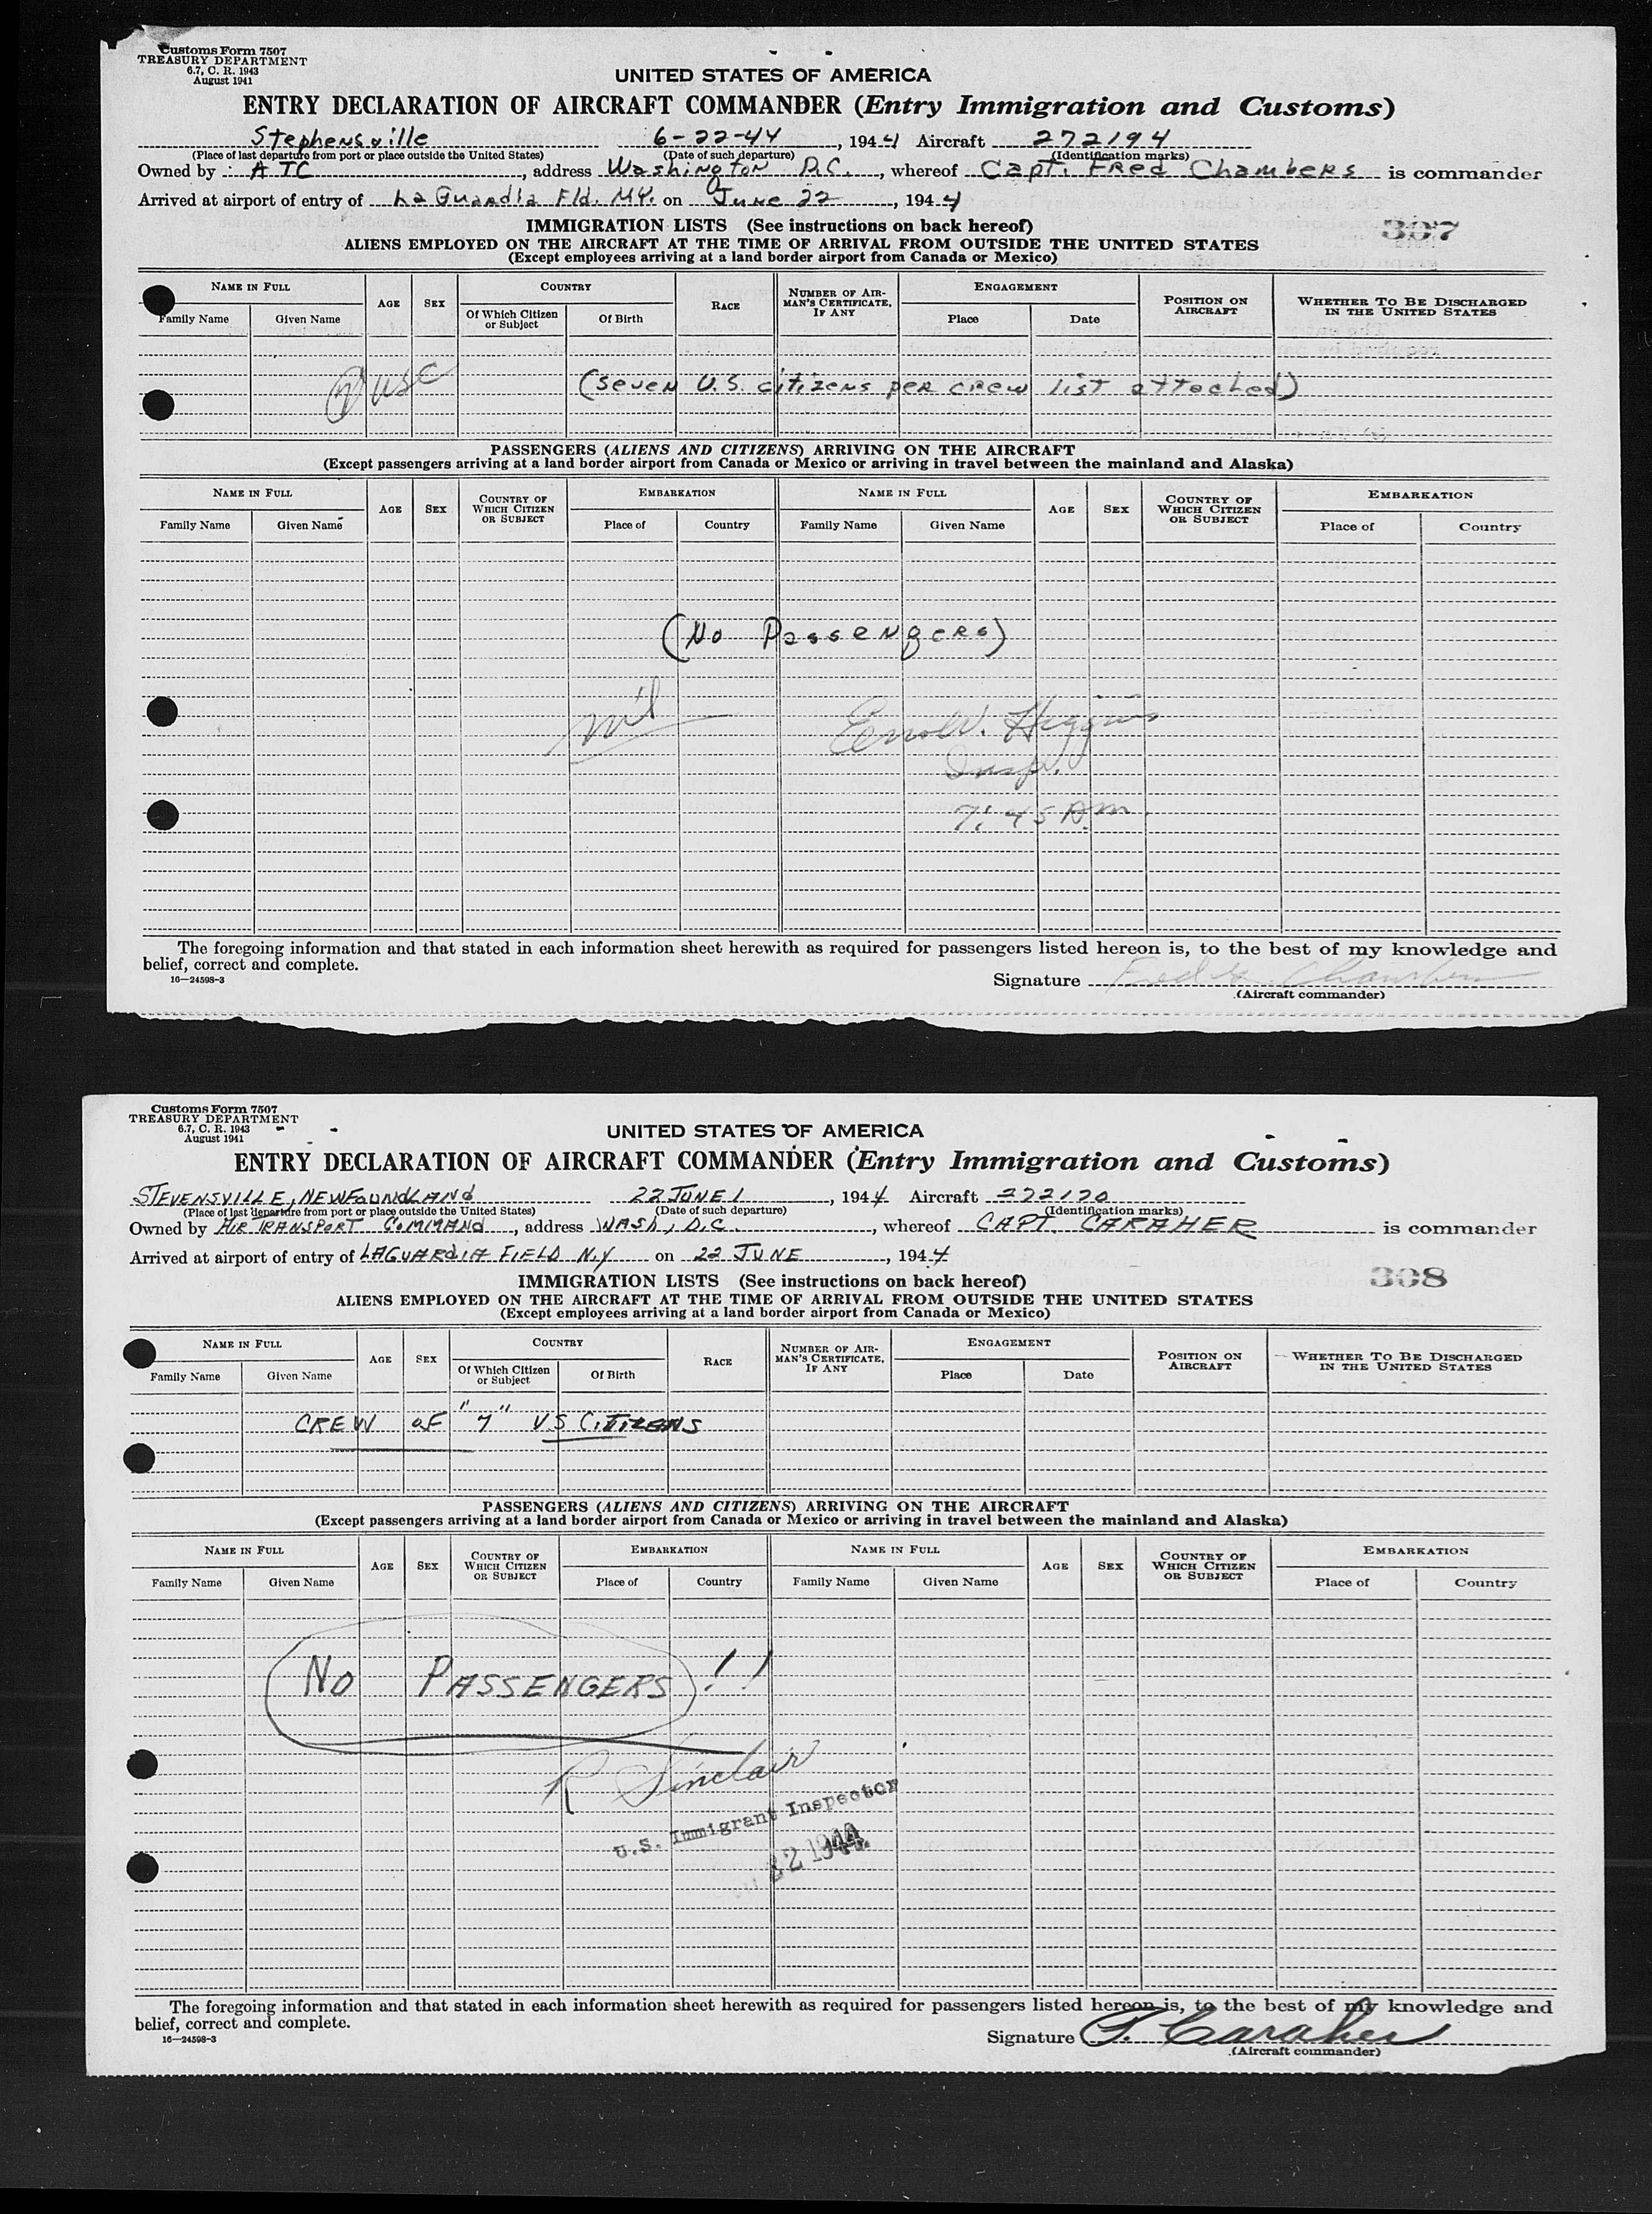 Customs Form 7507
TREASURY DEPARTMENT
6.7, C. R. 1943
August 1941
UNITED STATES OF AMERICA
ENTRY DECLARATION OF AIRCRAFT COMMANDER (Entry Immigration and Customs)
Stephensville 6-22-44, 1944 Aircraft 272194
(Place of last departure from port or place outside the United States) (Date of such departure) (Identification marks)
Owned by ATC, address Washington D.C., whereof Capt. Fred Chambers is commander
Arrived at airport of entry of LaGuardia Fld. NY. on June 22, 1944
307
IMMIGRATION LISTS (See instructions on back hereof)
ALIENS EMPLOYED ON THE AIRCRAFT AT THE TIME OF ARRIVAL FROM OUTSIDE THE UNITED STATES
(Except employees arriving at a land border airport from Canada or Mexico)
NAME IN FULL AGE SEX COUNTRY RACE NUMBER OF AIRMAN'S CERTIFICATE, IF ANY ENGAGEMENT POSITION ON AIRCRAFT WHETHER TO BE DISCHARGED IN THE UNITED STATES
Family Name Given Name Of Which Citizen or Subject Of Birth Place Date
7 USC (Seven U.S. citizens per crew list attached)
PASSENGERS (ALIENS AND CITIZENS) ARRIVING ON THE AIRCRAFT
(Except passengers arriving at a land border airport from Canada or Mexico or arriving in travel between the mainland and Alaska)
NAME IN FULL AGE SEX COUNTRY OF WHICH CITIZEN OR SUBJECT EMBARKATION NAME IN FULL AGE SEX COUNTRY OF WHICH CITIZEN OR SUBJECT EMBARKATION
Family Name Given Name Place of Country Family Name Given Name Place of Country
(No Passengers)
Nil Errol W. Higgins
Insp.
7:45 A.m.
The foregoing information and that stated in each information sheet herewith as required for passengers listed hereon is, to the best of my knowledge and
belief, correct and complete.
16—24598-3
Signature Fred Chambers
(Aircraft commander)
Customs Form 7507
TREASURY DEPARTMENT
6.7, C. R. 1943
August 1941
UNITED STATES OF AMERICA
ENTRY DECLARATION OF AIRCRAFT COMMANDER (Entry Immigration and Customs)
STEVENSVILLE, NEWFOUNDLAND 22 JUNE, 1944 Aircraft 272170
(Place of last departure from port or place outside the United States) (Date of such departure) (Identification marks)
Owned by AIR TRANSPORT COMMAND, address WASH, D.C., whereof CAPT. CARAHER is commander
Arrived at airport of entry of LAGUARDIA FIELD N.Y on 22 JUNE, 1944
308
IMMIGRATION LISTS (See instructions on back hereof)
ALIENS EMPLOYED ON THE AIRCRAFT AT THE TIME OF ARRIVAL FROM OUTSIDE THE UNITED STATES
(Except employees arriving at a land border airport from Canada or Mexico)
NAME IN FULL AGE SEX COUNTRY RACE NUMBER OF AIRMAN'S CERTIFICATE, IF ANY ENGAGEMENT POSITION ON AIRCRAFT WHETHER TO BE DISCHARGED IN THE UNITED STATES
Family Name Given Name Of Which Citizen or Subject Of Birth Place Date
CREW OF "7" US CITIZENS
PASSENGERS (ALIENS AND CITIZENS) ARRIVING ON THE AIRCRAFT
(Except passengers arriving at a land border airport from Canada or Mexico or arriving in travel between the mainland and Alaska)
NAME IN FULL AGE SEX COUNTRY OF WHICH CITIZEN OR SUBJECT EMBARKATION NAME IN FULL AGE SEX COUNTRY OF WHICH CITIZEN OR SUBJECT EMBARKATION
Family Name Given Name Place of Country Family Name Given Name Place of Country
NO PASSENGERS!!
R Sinclair
U.S. Immigrant Inspector
22 1944
The foregoing information and that stated in each information sheet herewith as required for passengers listed hereon is, to the best of my knowledge and
belief, correct and complete.
16—24598-3
Signature P. Caraher
(Aircraft commander)